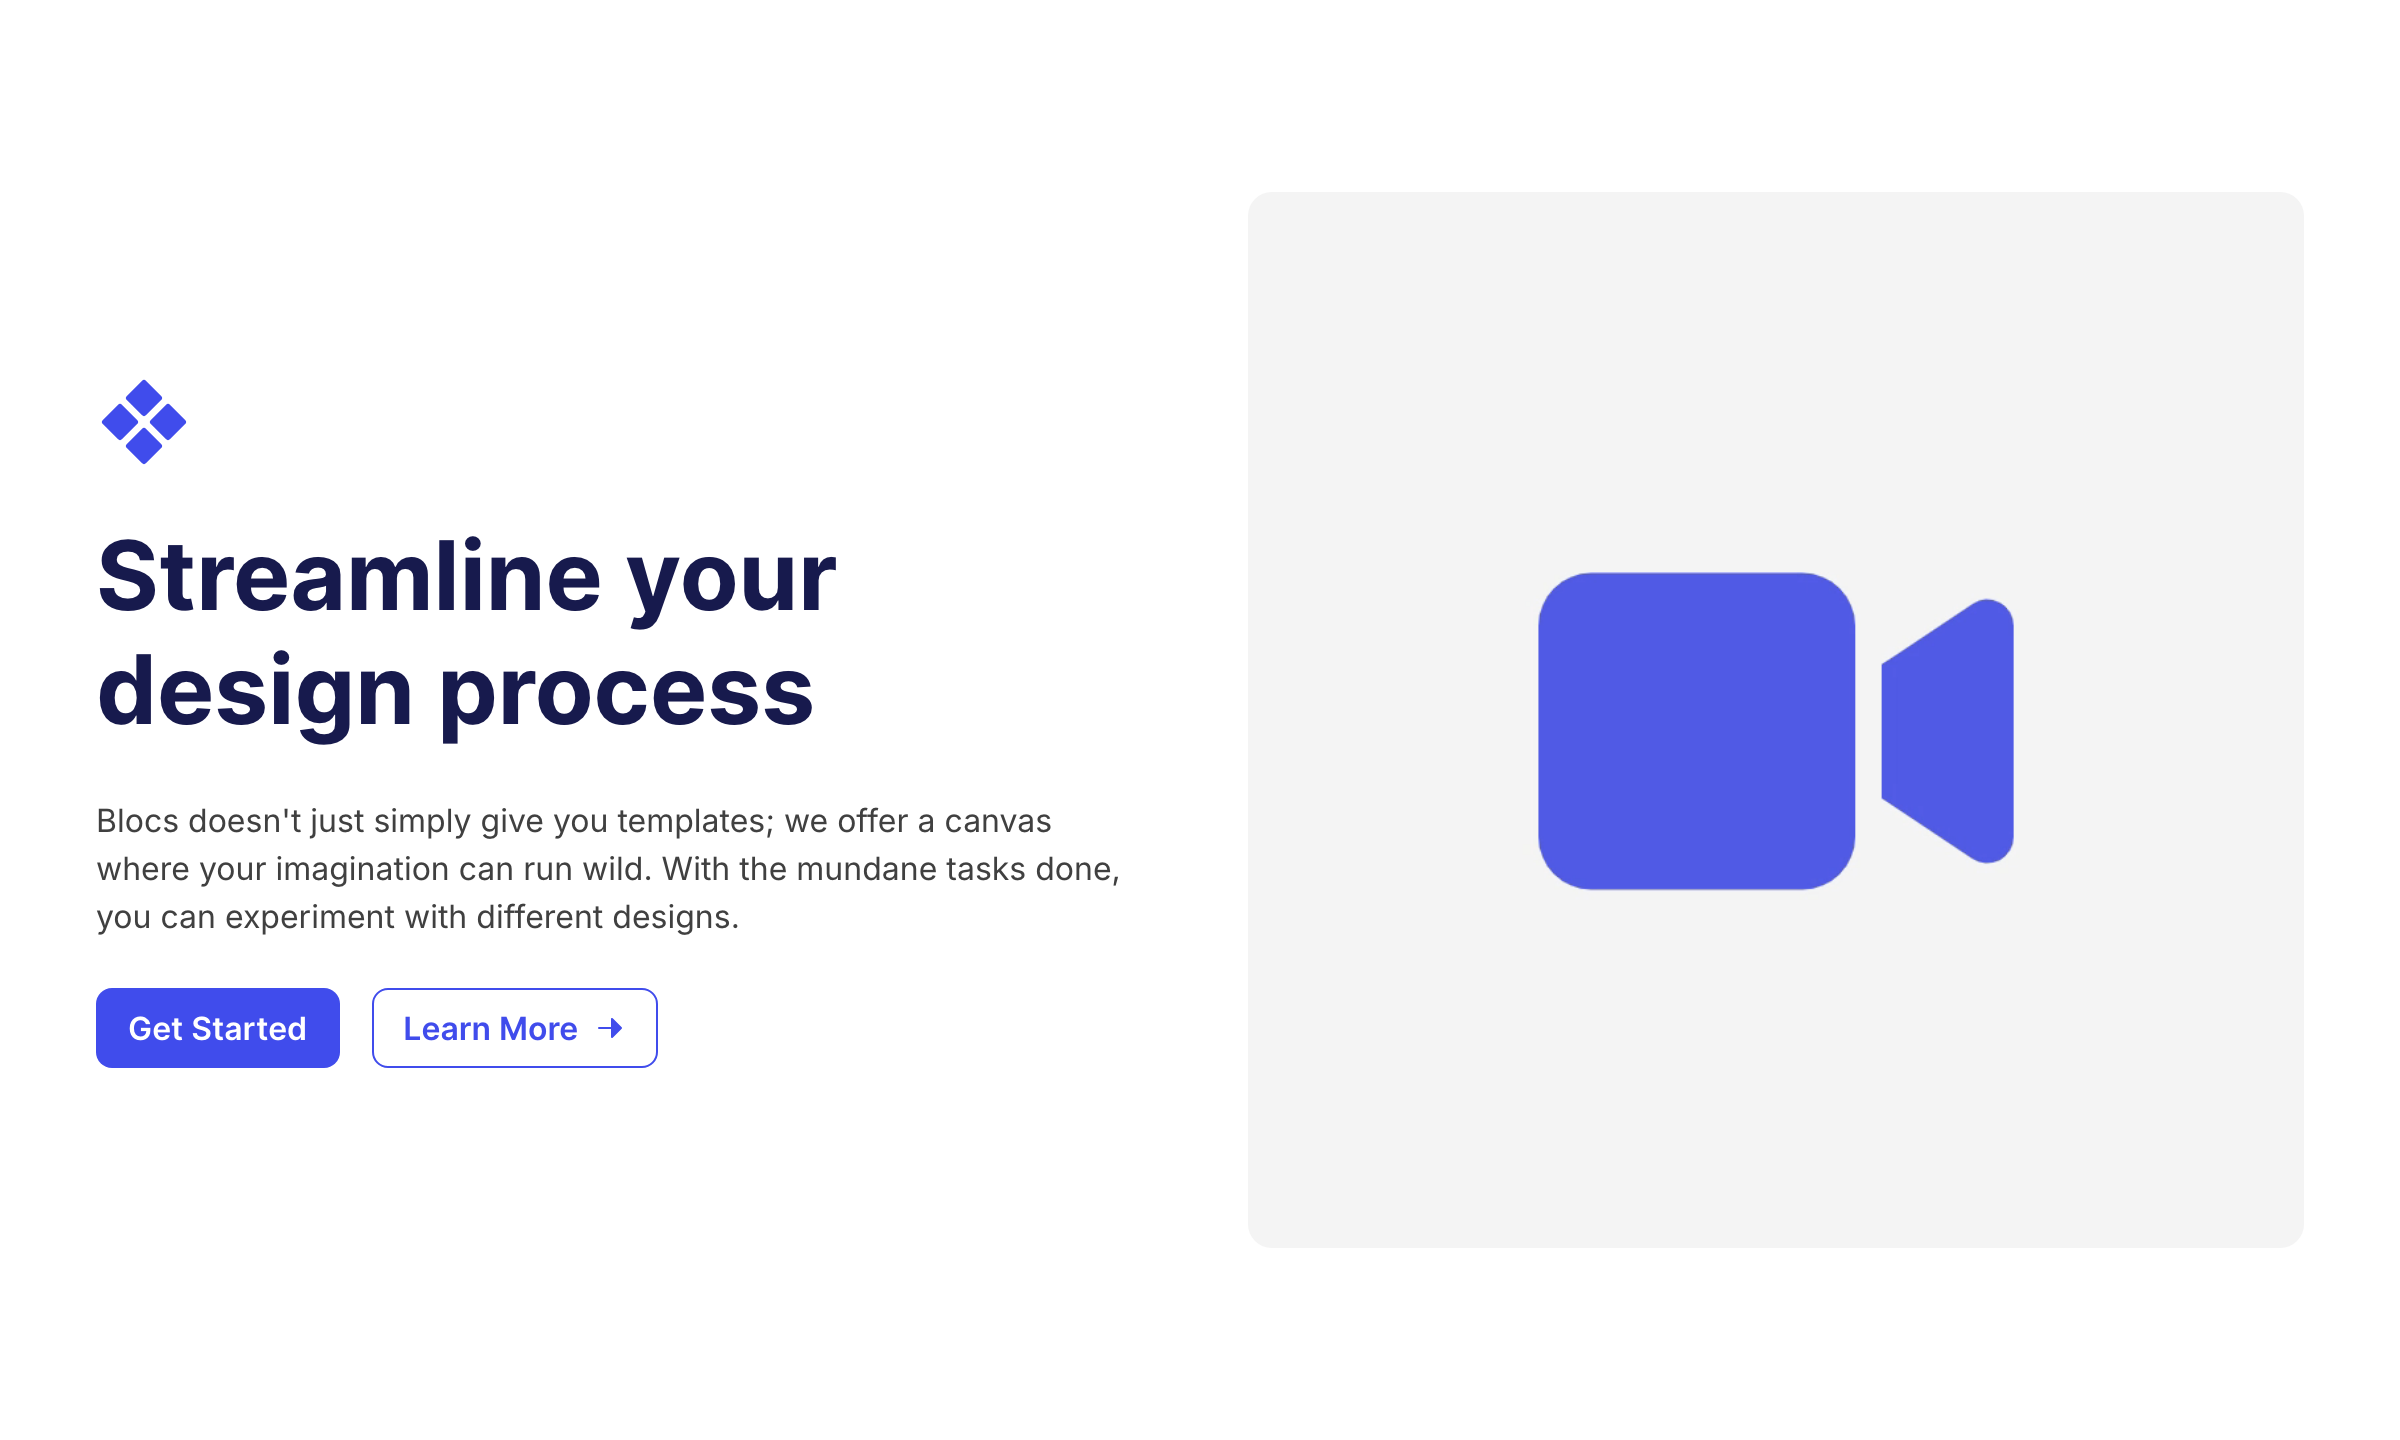 Streamline your
design process
Blocs doesn't just simply give you templates; we offer a canvas
where your imagination can run wild. With the mundane tasks done,
you can experiment with different designs.
Get Started
Learn More